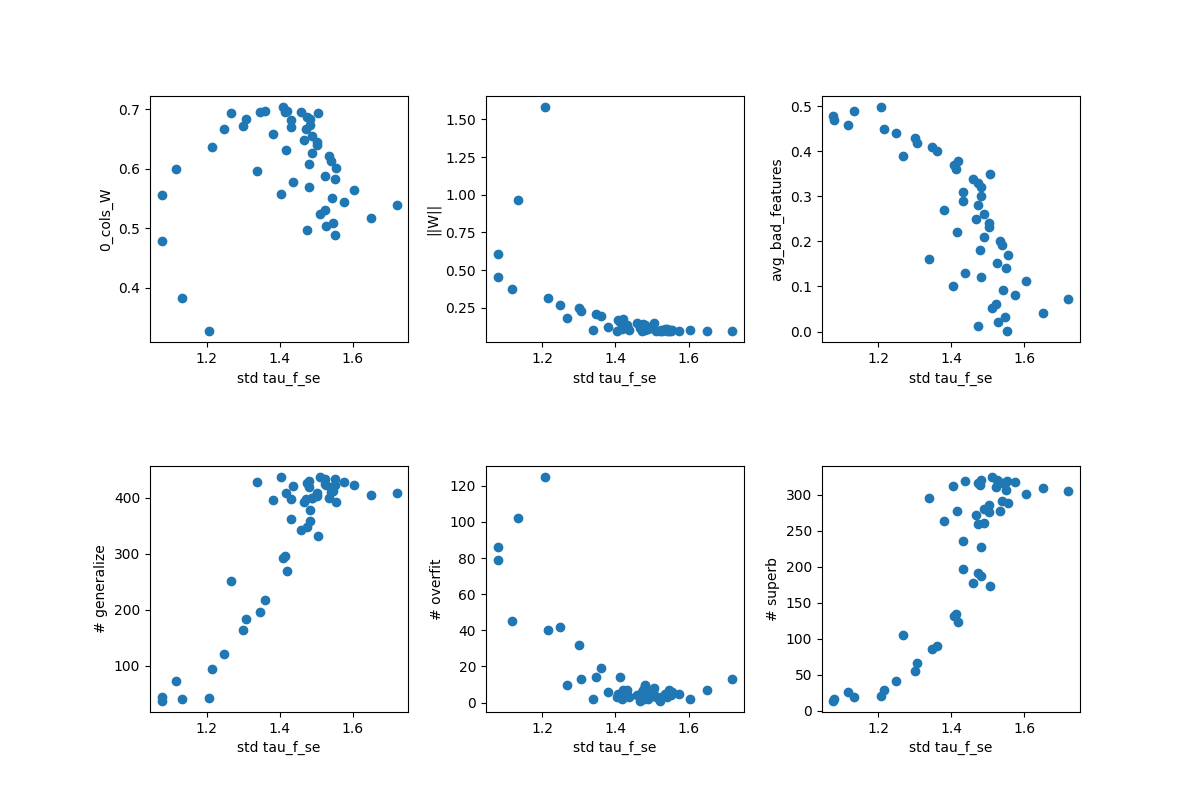 0.7
0.6
0.5
0.4
0_cols_W
1.2 1.4 1.6
std tau_f_se
1.50
1.25
1.00
0.75
0.50
0.25
||W||
1.2 1.4 1.6
std tau_f_se
0.5
0.4
0.3
0.2
0.1
0.0
avg_bad_features
1.2 1.4 1.6
std tau_f_se
400
300
200
100
# generalize
1.2 1.4 1.6
std tau_f_se
120
100
80
60
40
20
0
# overfit
1.2 1.4 1.6
std tau_f_se
300
250
200
150
100
50
0
# superb
1.2 1.4 1.6
std tau_f_se